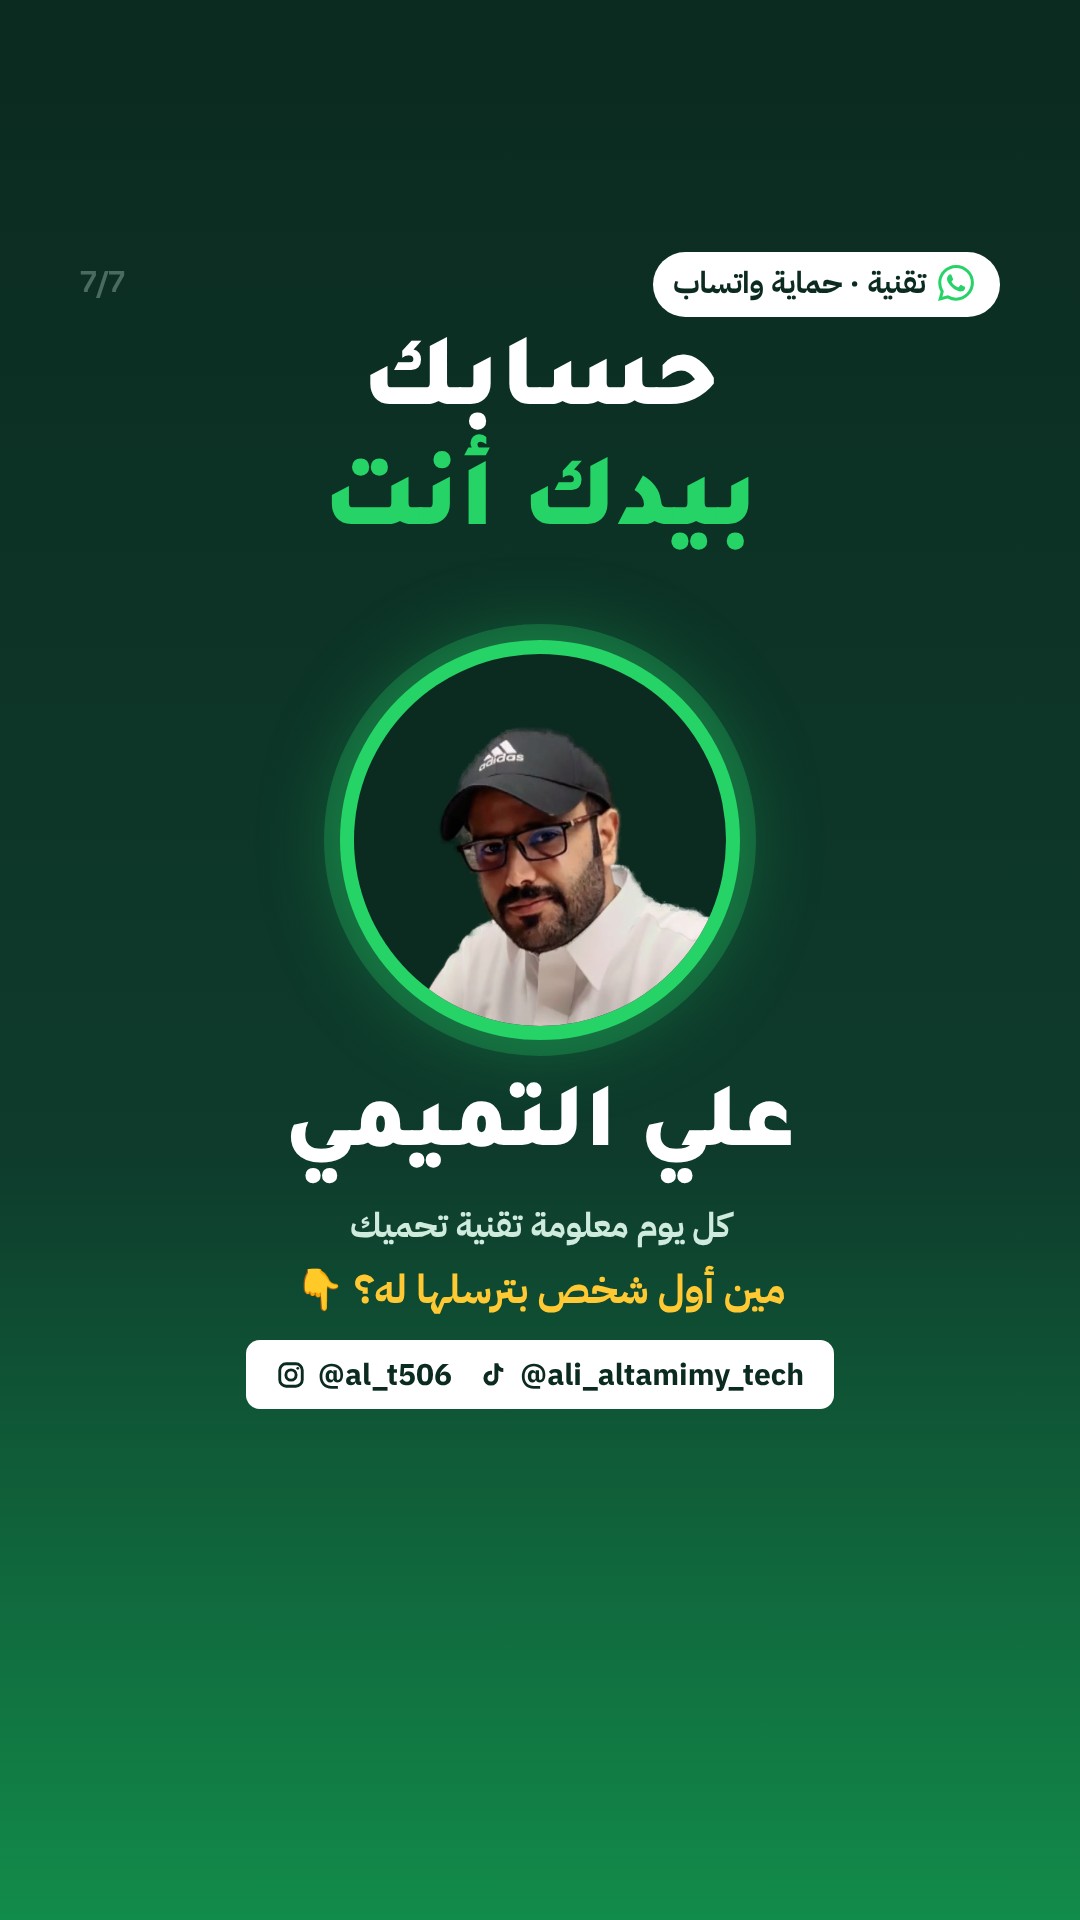 تقنية · حماية واتساب
7/7
حسابك
بيدك أنت
adidas
علي التميمي
كل يوم معلومة تقنية تحميك
مين أول شخص بترسلها له؟ 👇
@al_t506 @ali_altamimy_tech